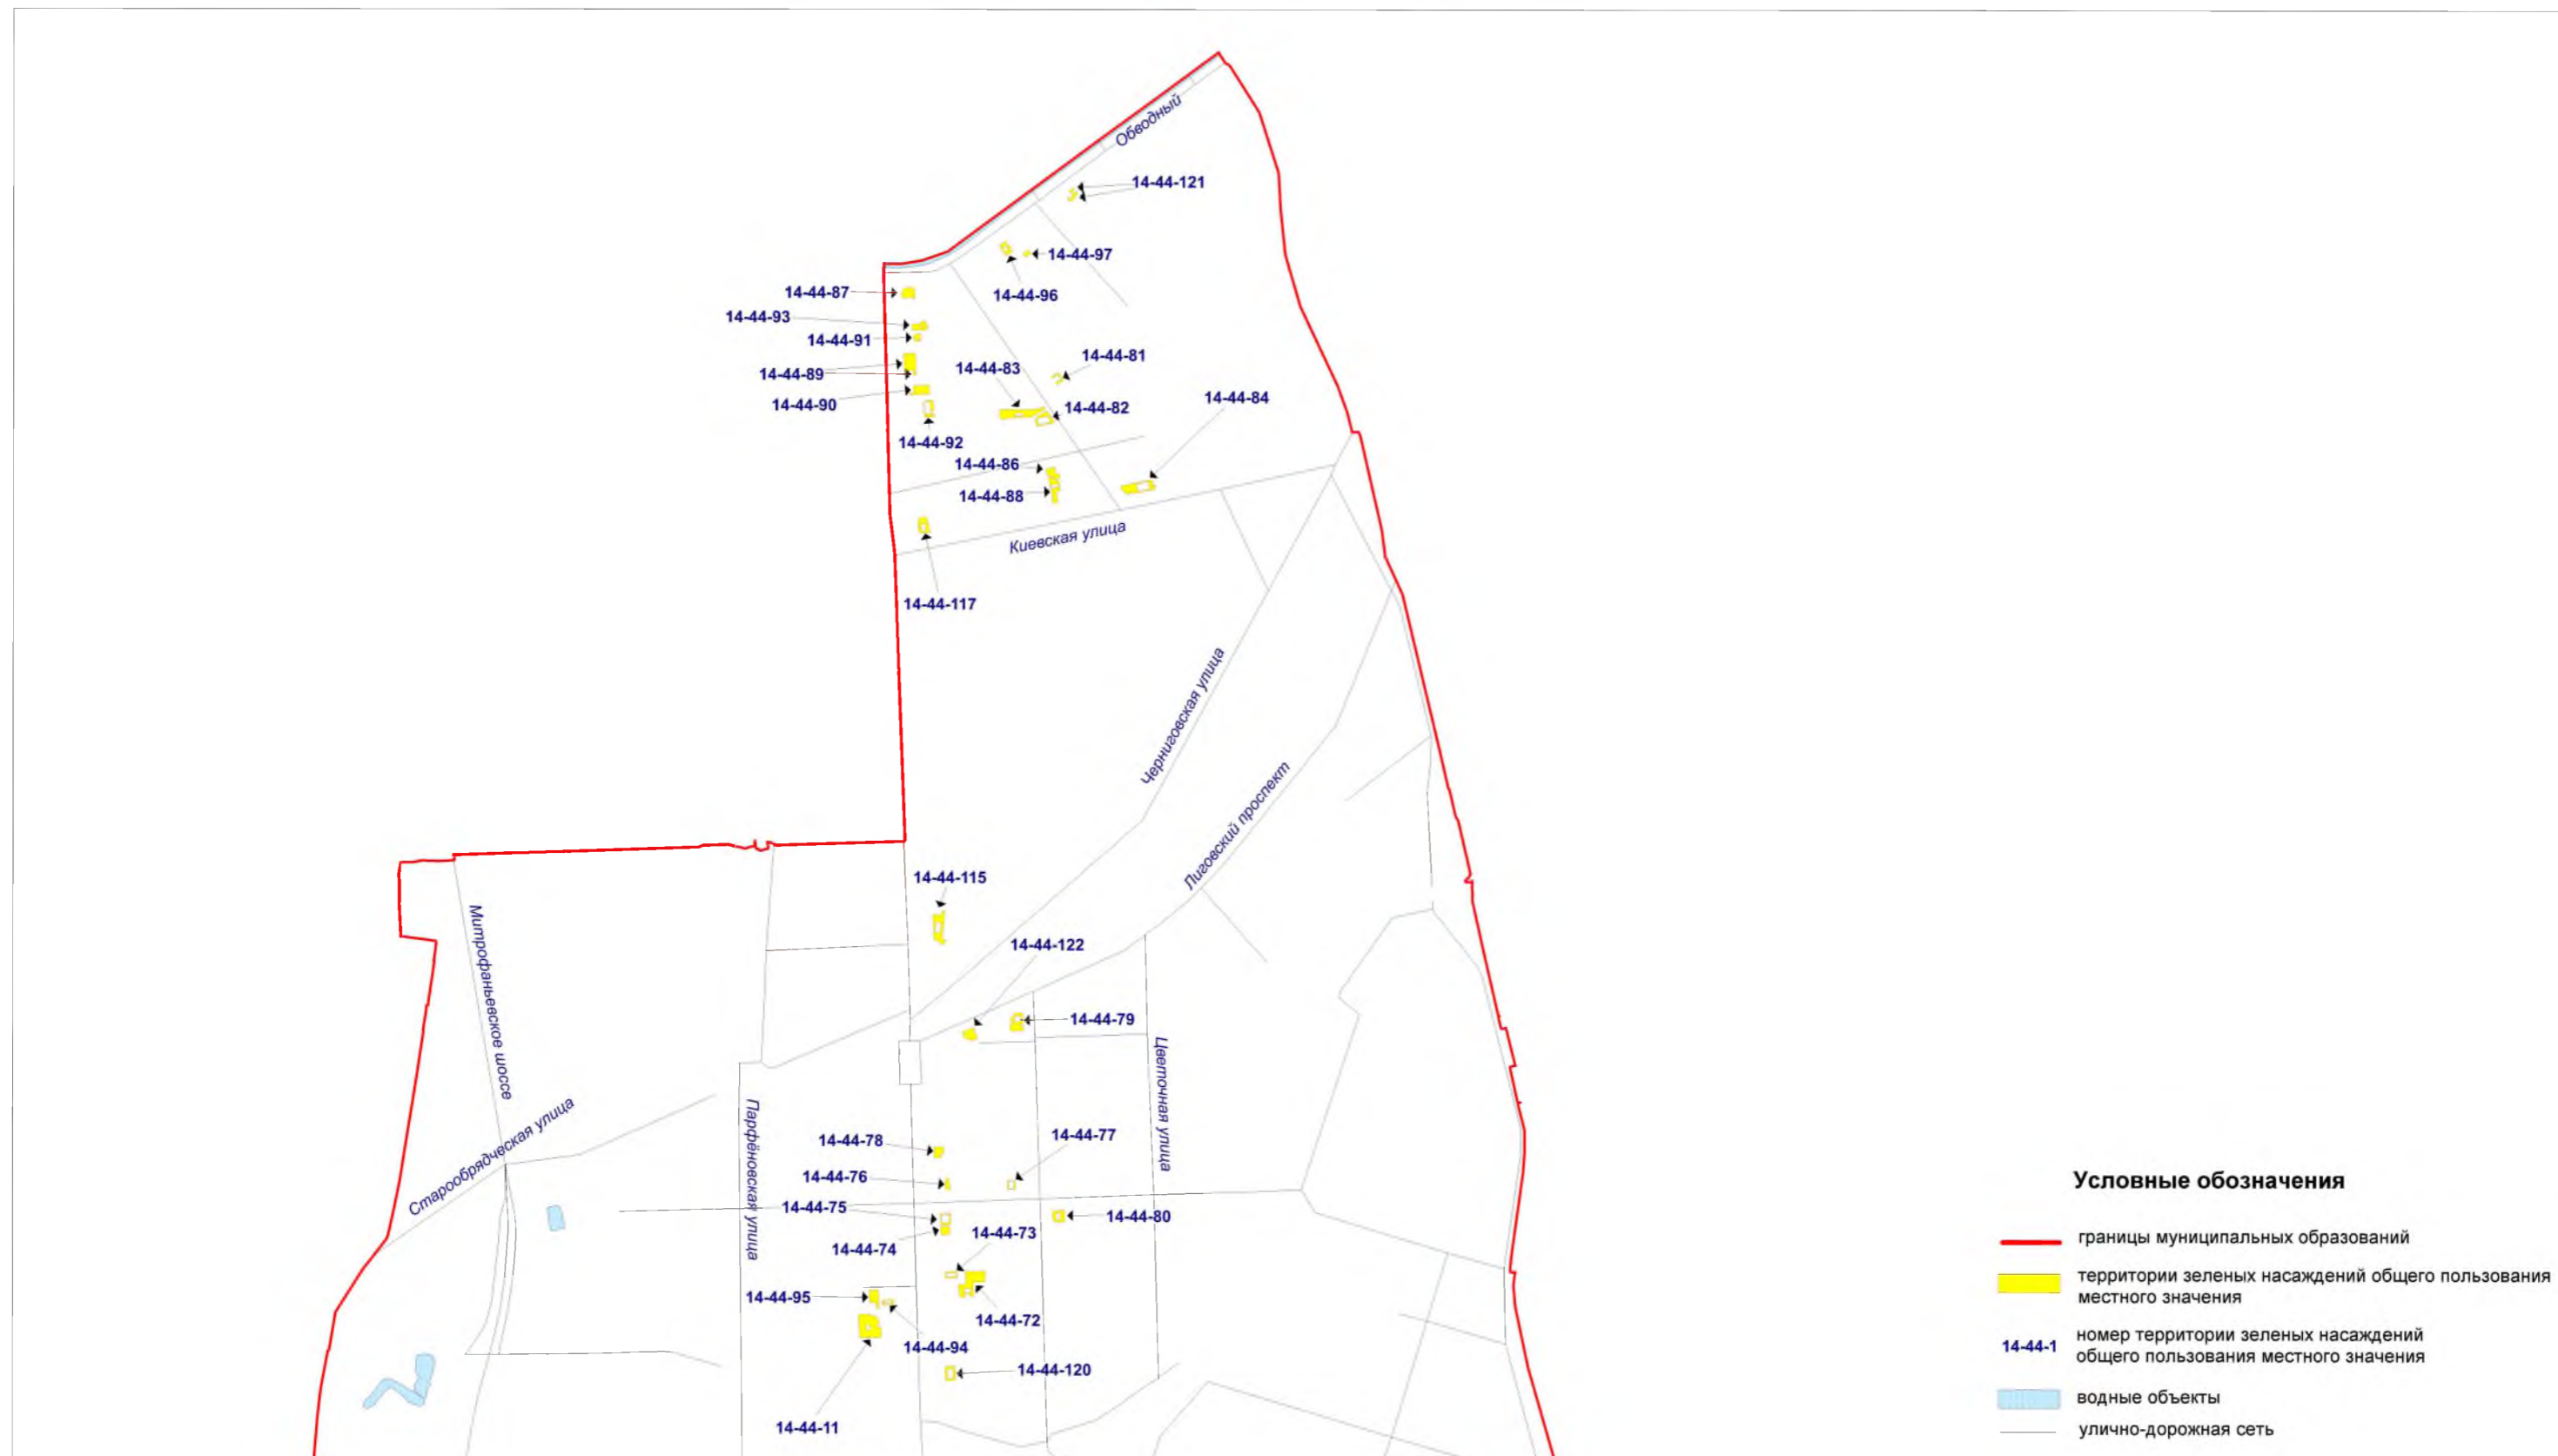 Обводный
14-44-121
14-44-97
14-44-96
14-44-87
14-44-93
14-44-91
14-44-89
14-44-90
14-44-92
14-44-83
14-44-81
14-44-82
14-44-84
14-44-86
14-44-88
Киевская улица
14-44-117
Черниговская улица
Лиговский проспект
14-44-115
14-44-122
Митрофаньевское шоссе
14-44-79
Цветочная улица
Старообрядческая улица
Парфёновская улица
14-44-78
14-44-77
14-44-76
14-44-75
14-44-80
14-44-74
14-44-73
14-44-95
14-44-72
14-44-94
14-44-120
14-44-11
Условные обозначения
границы муниципальных образований
территории зеленых насаждений общего пользования
местного значения
14-44-1
номер территории зеленых насаждений
общего пользования местного значения
водные объекты
улично-дорожная сеть